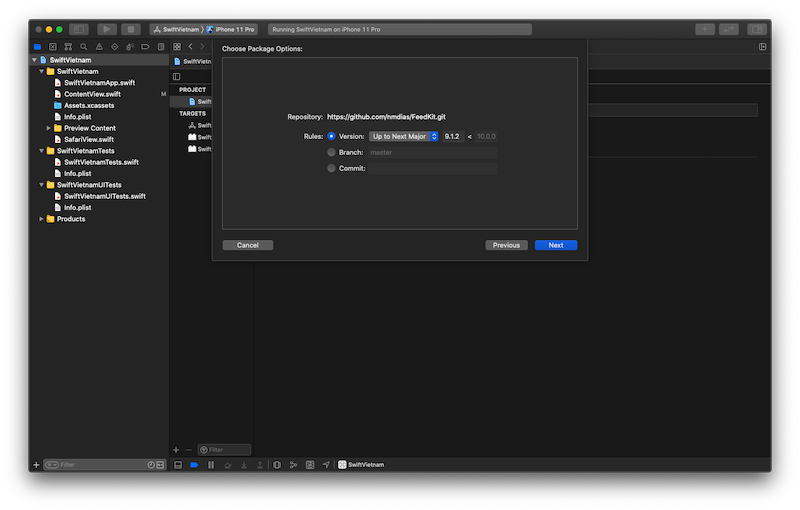 SwiftVietnam 〉 iPhone 11 Pro
Running SwiftVietnam on iPhone 11 Pro
SwiftVietnam
SwiftVietnam
SwiftVietnamApp.swift
ContentView.swift M
Assets.xcassets
Info.plist
Preview Content
SafariView.swift
SwiftVietnamTests
SwiftVietnamTests.swift
Info.plist
SwiftVietnamUITests
SwiftVietnamUITests.swift
Info.plist
Products
Filter
SwiftVietn
PROJECT
Swift
TARGETS
Swift
Swift
Swift
Filter
Choose Package Options:
Repository: https://github.com/nmdias/FeedKit.git
Rules: Version: Up to Next Major 9.1.2 < 10.0.0
Branch: master
Commit:
Cancel Previous Next
SwiftVietnam